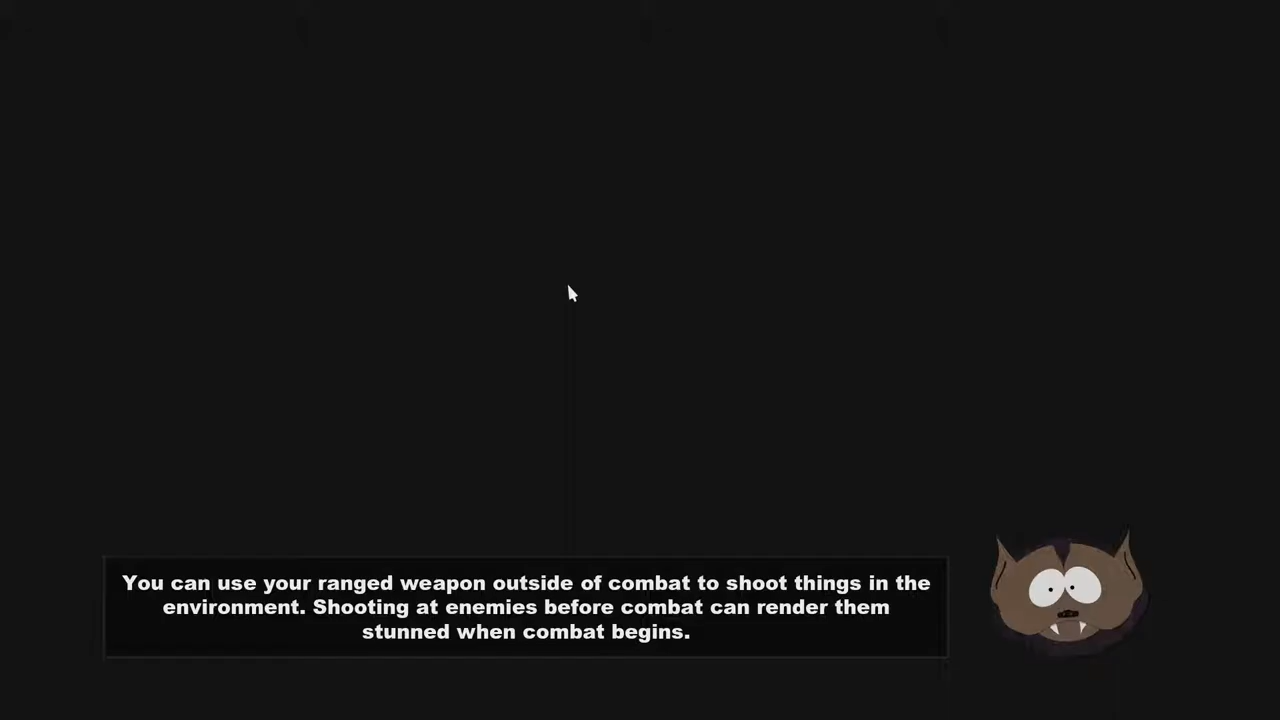 You can use your ranged weapon outside of combat to shoot things in the
environment. Shooting at enemies before combat can render them
stunned when combat begins.